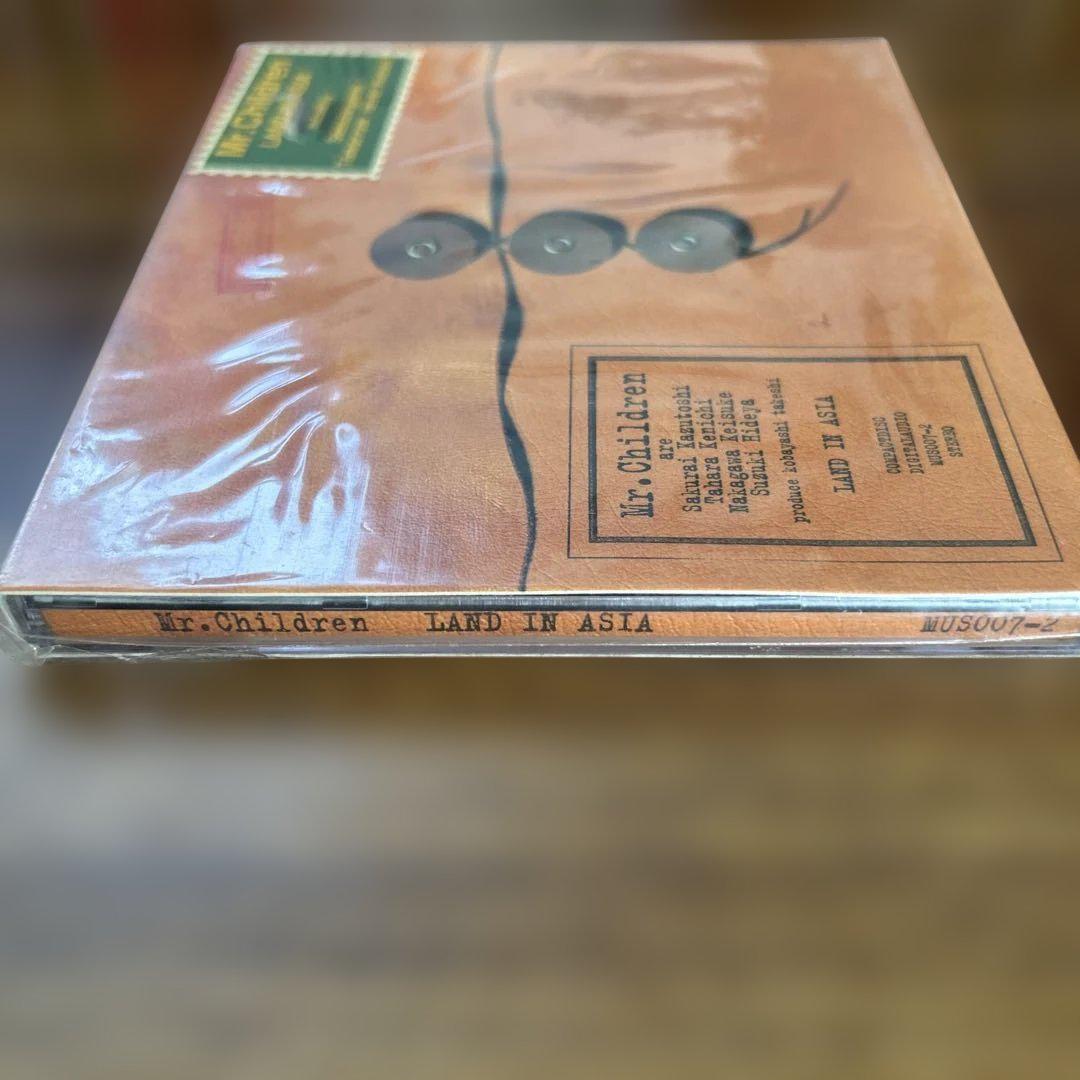 Mr.Children
Mr.Children
are
Sakurai Kazutoshi
Tahara Kenichi
Nakagawa Keisuke
Suzuki Hideya
produce kobayashi takeshi
LAND IN ASIA
COMPACTDISC
DIGITALAUDIO
MUS007-2
STEREO
Mr.Children LAND IN ASIA MUS007-2